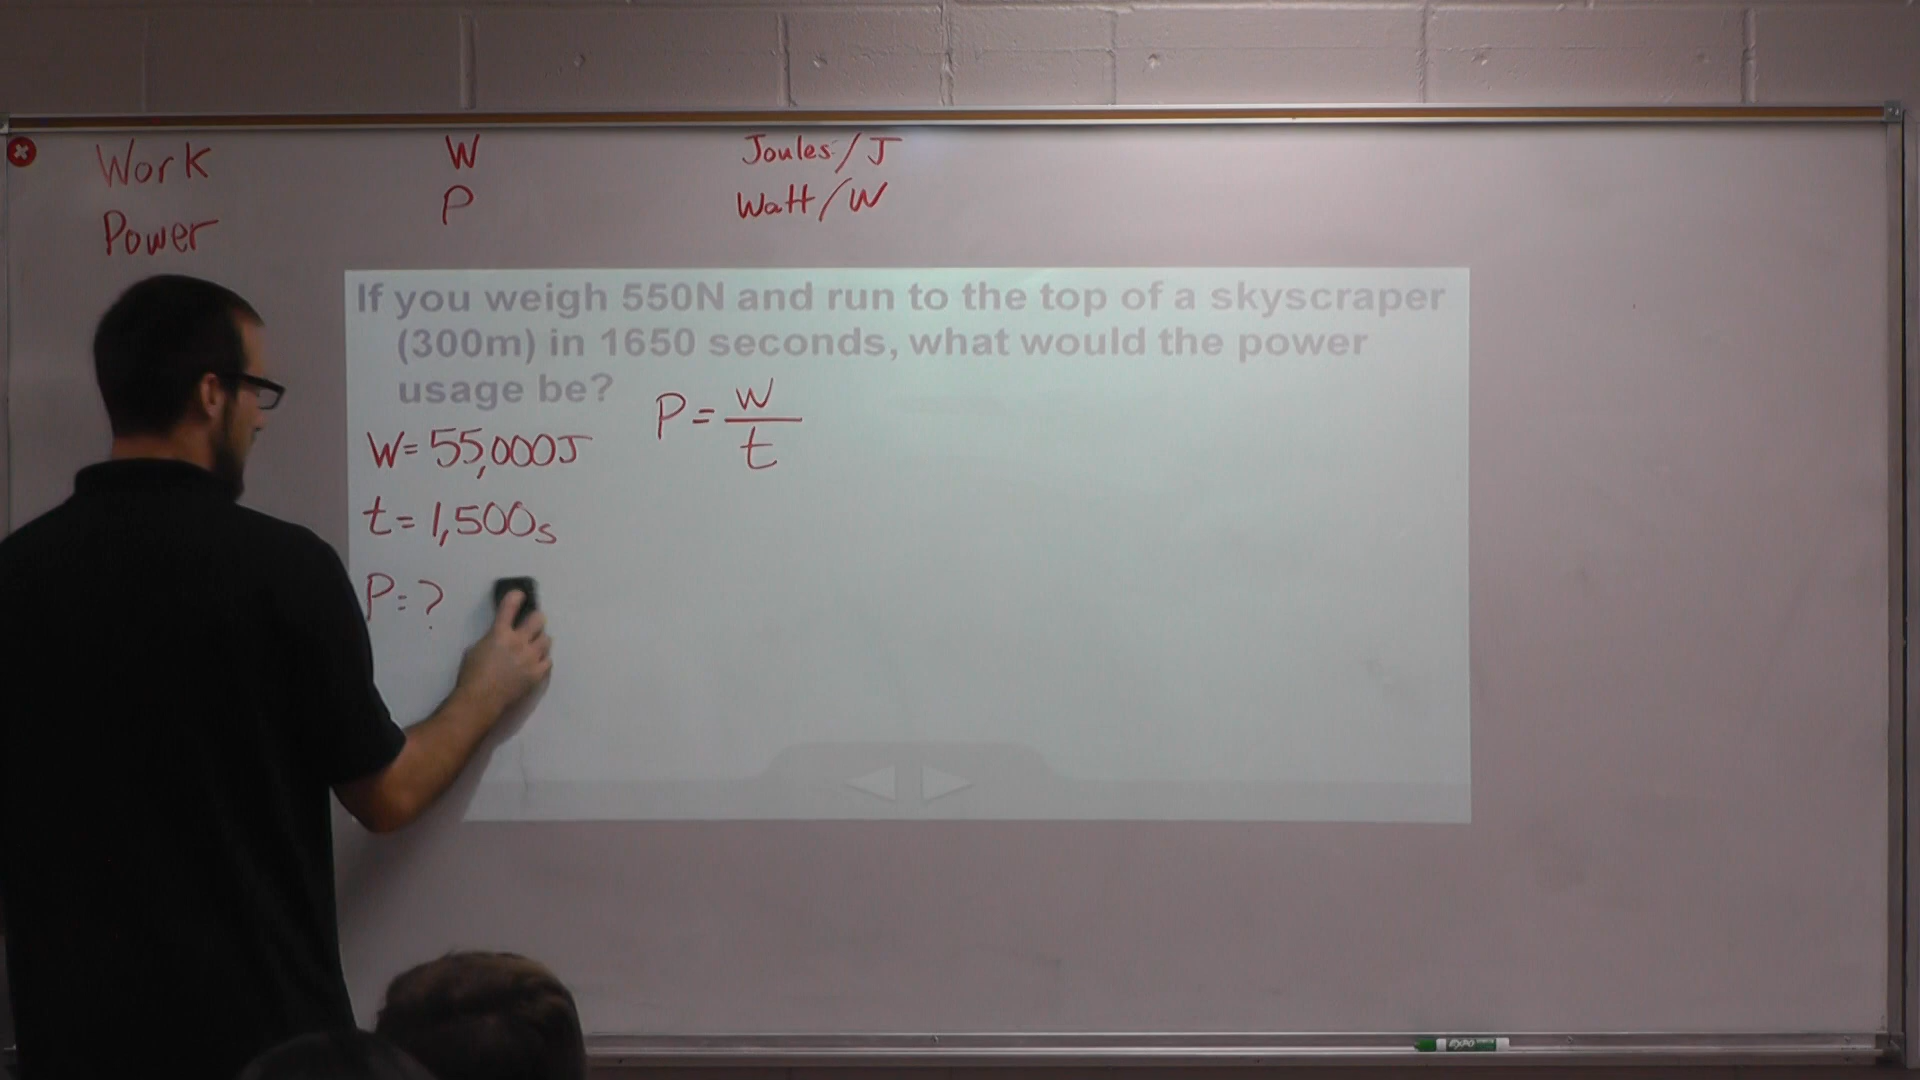 Work W Joules/J
Power P Watt/W
If you weigh 550N and run to the top of a skyscraper
(300m) in 1650 seconds, what would the power
usage be?
P = W/t
W = 55,000J
t = 1,500s
P = ?
EXPO